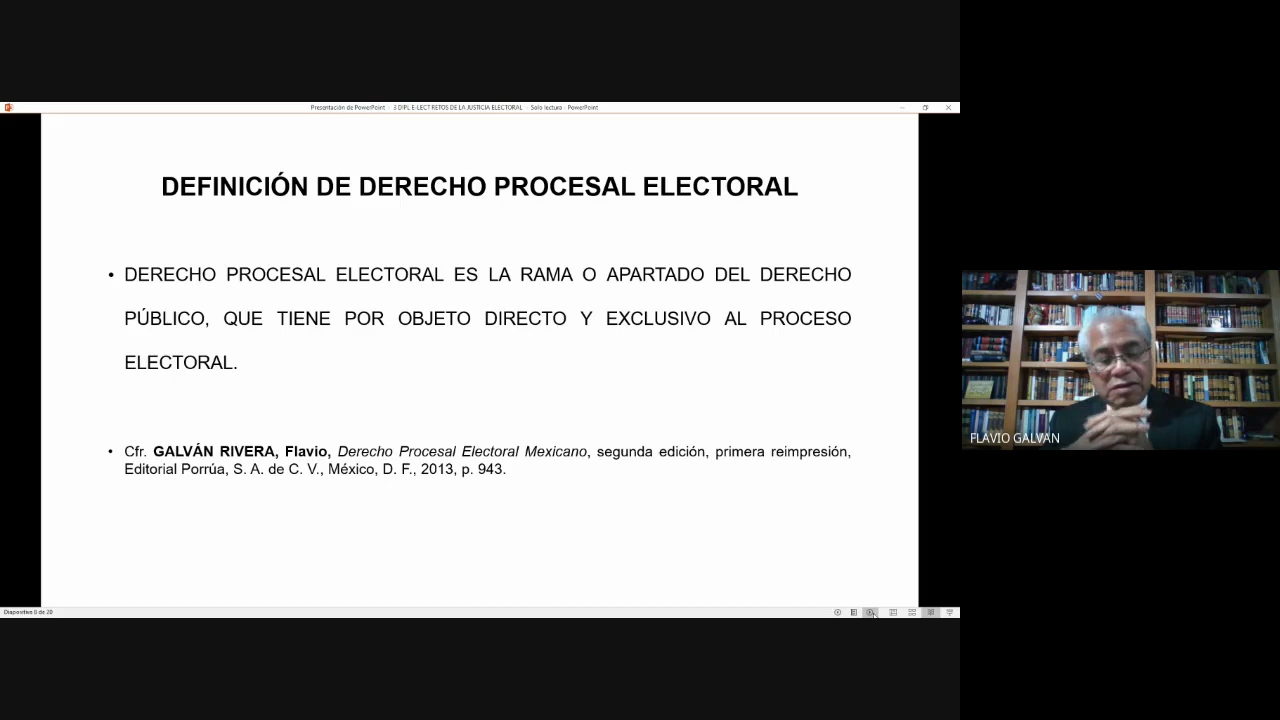 Presentación de PowerPoint - 3 DIPL E-LECT RETOS DE LA JUSTICIA ELECTORAL - Solo lectura - PowerPoint
DEFINICIÓN DE DERECHO PROCESAL ELECTORAL
• DERECHO PROCESAL ELECTORAL ES LA RAMA O APARTADO DEL DERECHO
PÚBLICO, QUE TIENE POR OBJETO DIRECTO Y EXCLUSIVO AL PROCESO
ELECTORAL.
• Cfr. GALVÁN RIVERA, Flavio, Derecho Procesal Electoral Mexicano, segunda edición, primera reimpresión,
Editorial Porrúa, S. A. de C. V., México, D. F., 2013, p. 943.
Diapositiva 8 de 20
FLAVIO GALVAN